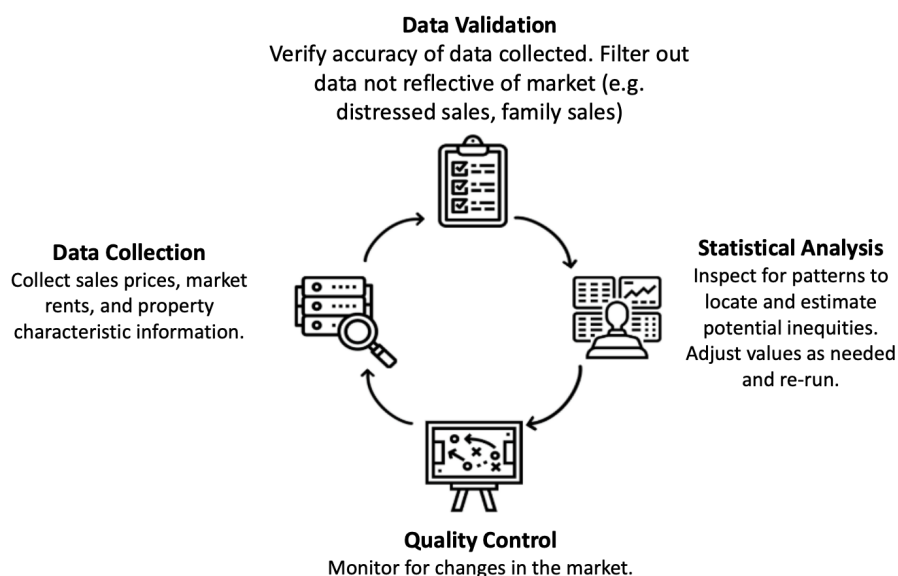 Data Validation
Verify accuracy of data collected. Filter out
data not reflective of market (e.g.
distressed sales, family sales)
Data Collection
Collect sales prices, market
rents, and property
characteristic information.
Statistical Analysis
Inspect for patterns to
locate and estimate
potential inequities.
Adjust values as needed
and re-run.
Quality Control
Monitor for changes in the market.